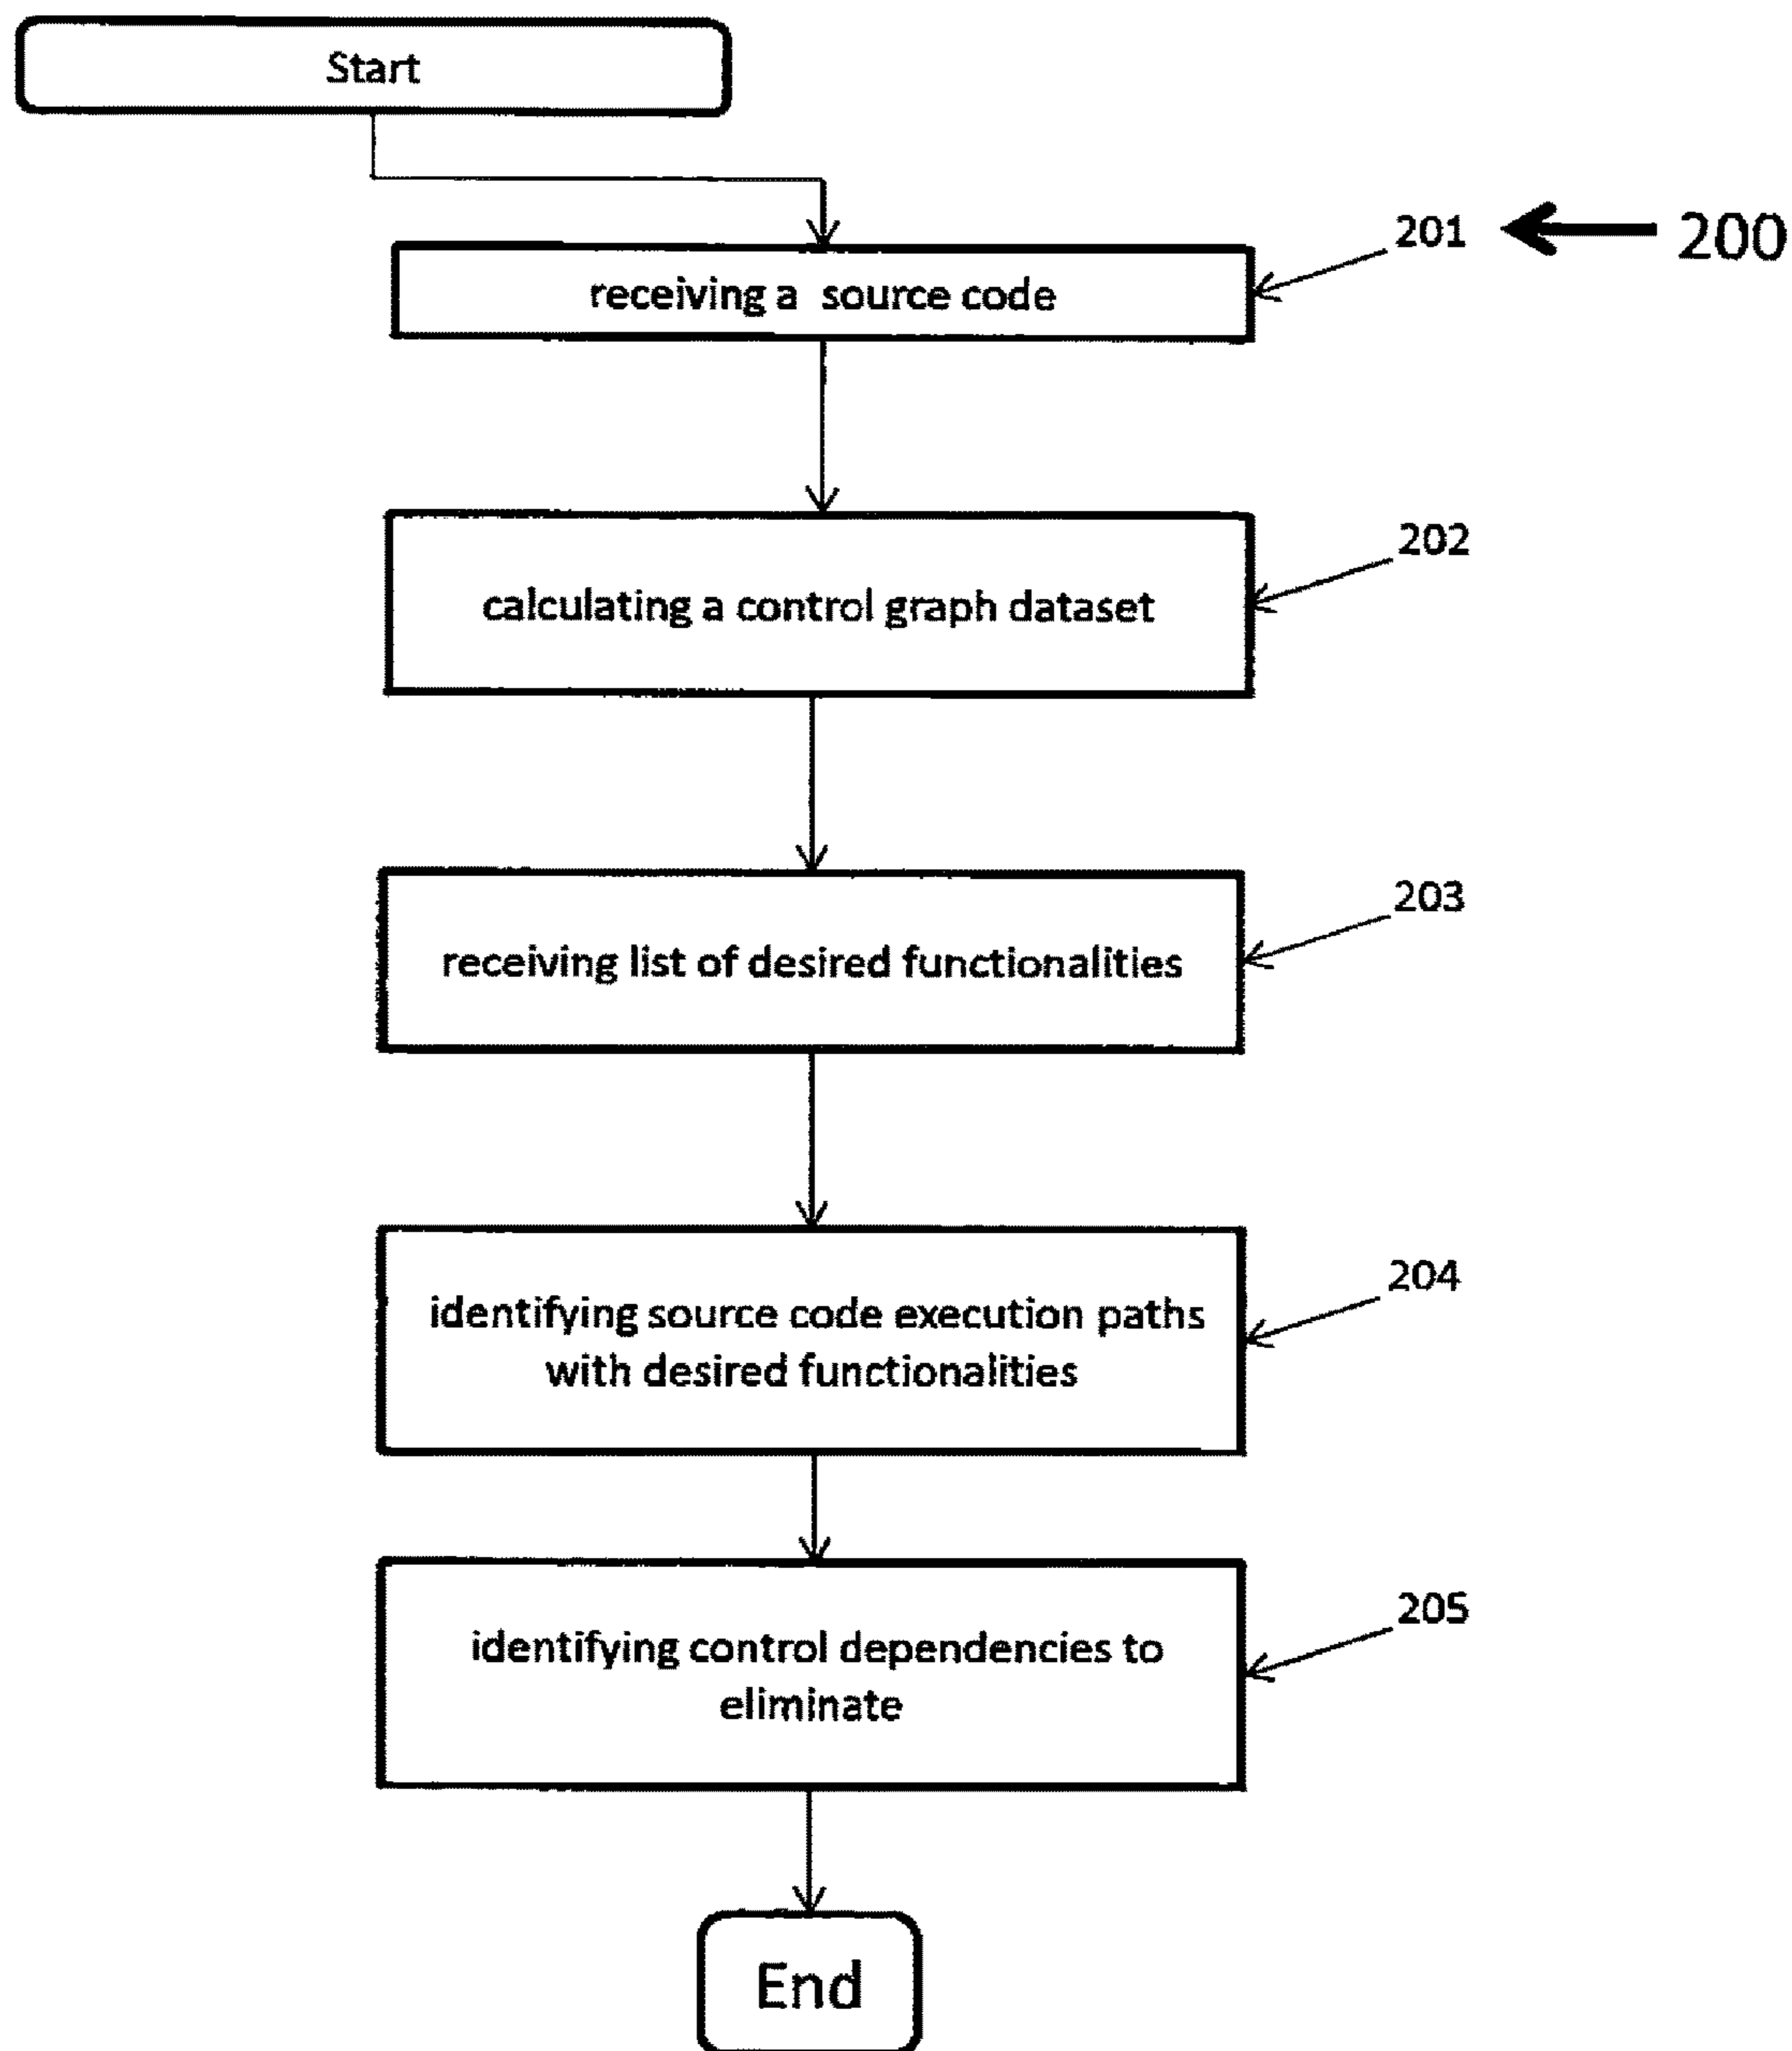 Start
201
200
receiving a source code
202
calculating a control graph dataset
203
receiving list of desired functionalities
204
identifying source code execution paths
with desired functionalities
205
identifying control dependencies to
eliminate
End